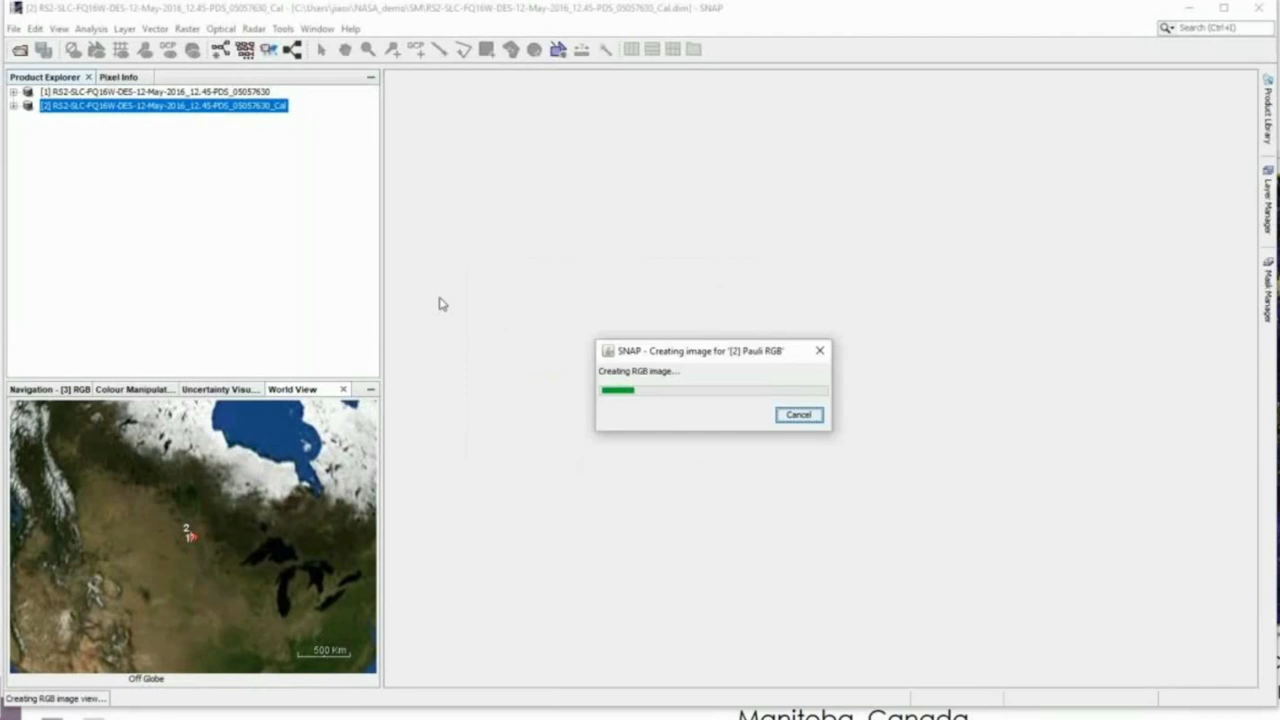 [2] RS2-SLC-FQ16W-DES-12-May-2016_12.45-PDS_05057630_Cal - [C:\Users\jiaox\NASA_demo\SM\RS2-SLC-FQ16W-DES-12-May-2016_12.45-PDS_05057630_Cal.dim] - SNAP
File Edit View Analysis Layer Vector Raster Optical Radar Tools Window Help
Search (Ctrl+I)
Product Explorer Pixel Info
[1] RS2-SLC-FQ16W-DES-12-May-2016_12.45-PDS_05057630
[2] RS2-SLC-FQ16W-DES-12-May-2016_12.45-PDS_05057630_Cal
Product Library
Layer Manager
Mask Manager
SNAP - Creating image for '[2] Pauli RGB'
Creating RGB image...
Cancel
Navigation - [3] RGB Colour Manipulat... Uncertainty Visu... World View
2
1
500 Km
Off Globe
Creating RGB image view...
Manitoba, Canada